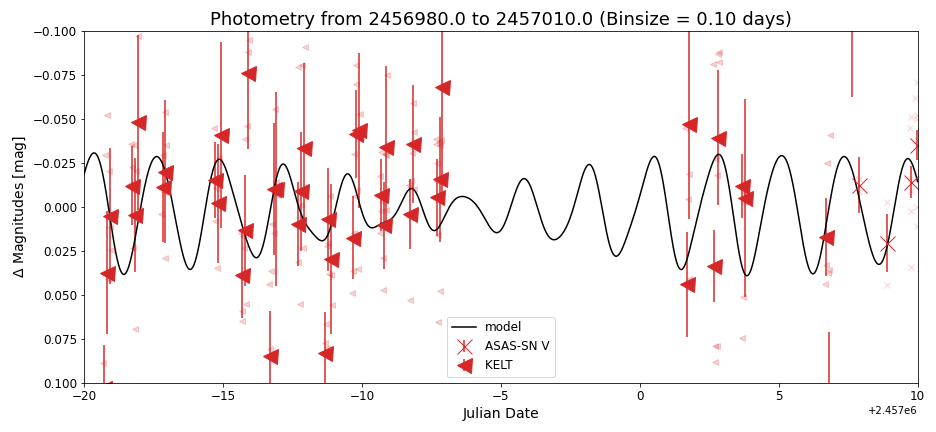 Photometry from 2456980.0 to 2457010.0 (Binsize = 0.10 days)
−0.100
−0.075
−0.050
−0.025
0.000
0.025
0.050
0.075
0.100
Δ Magnitudes [mag]
model
ASAS-SN V
KELT
−20
−15
−10
−5
0
5
10
+2.457e6
Julian Date